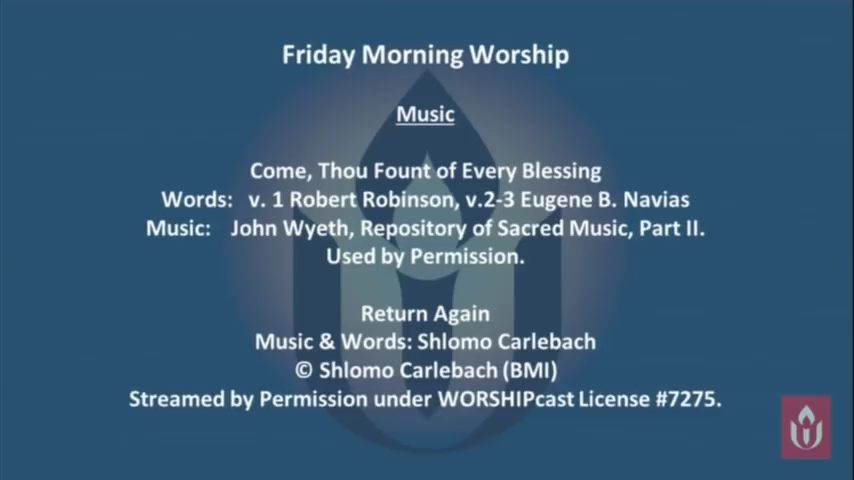 Friday Morning Worship
Music
Come, Thou Fount of Every Blessing
Words: v. 1 Robert Robinson, v.2-3 Eugene B. Navias
Music: John Wyeth, Repository of Sacred Music, Part II.
Used by Permission.
Return Again
Music & Words: Shlomo Carlebach
© Shlomo Carlebach (BMI)
Streamed by Permission under WORSHIPcast License #7275.